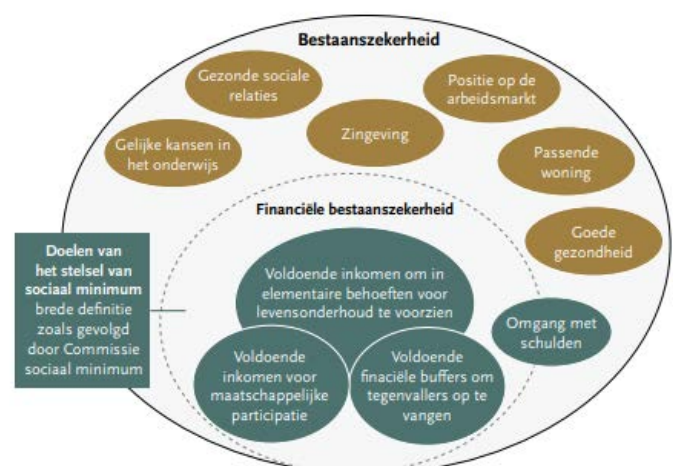 Bestaanszekerheid
Gezonde sociale
relaties
Positie op de
arbeidsmarkt
Gelijke kansen in
het onderwijs
Zingeving
Passende
woning
Financiële bestaanszekerheid
Goede
gezondheid
Doelen van
het stelsel van
sociaal minimum
brede definitie
zoals gevolgd
door Commissie
sociaal minimum
Voldoende inkomen om in
elementaire behoeften voor
levensonderhoud te voorzien
Omgang met
schulden
Voldoende
inkomen voor
maatschappelijke
participatie
Voldoende
finaciële buffers om
tegenvallers op te
vangen